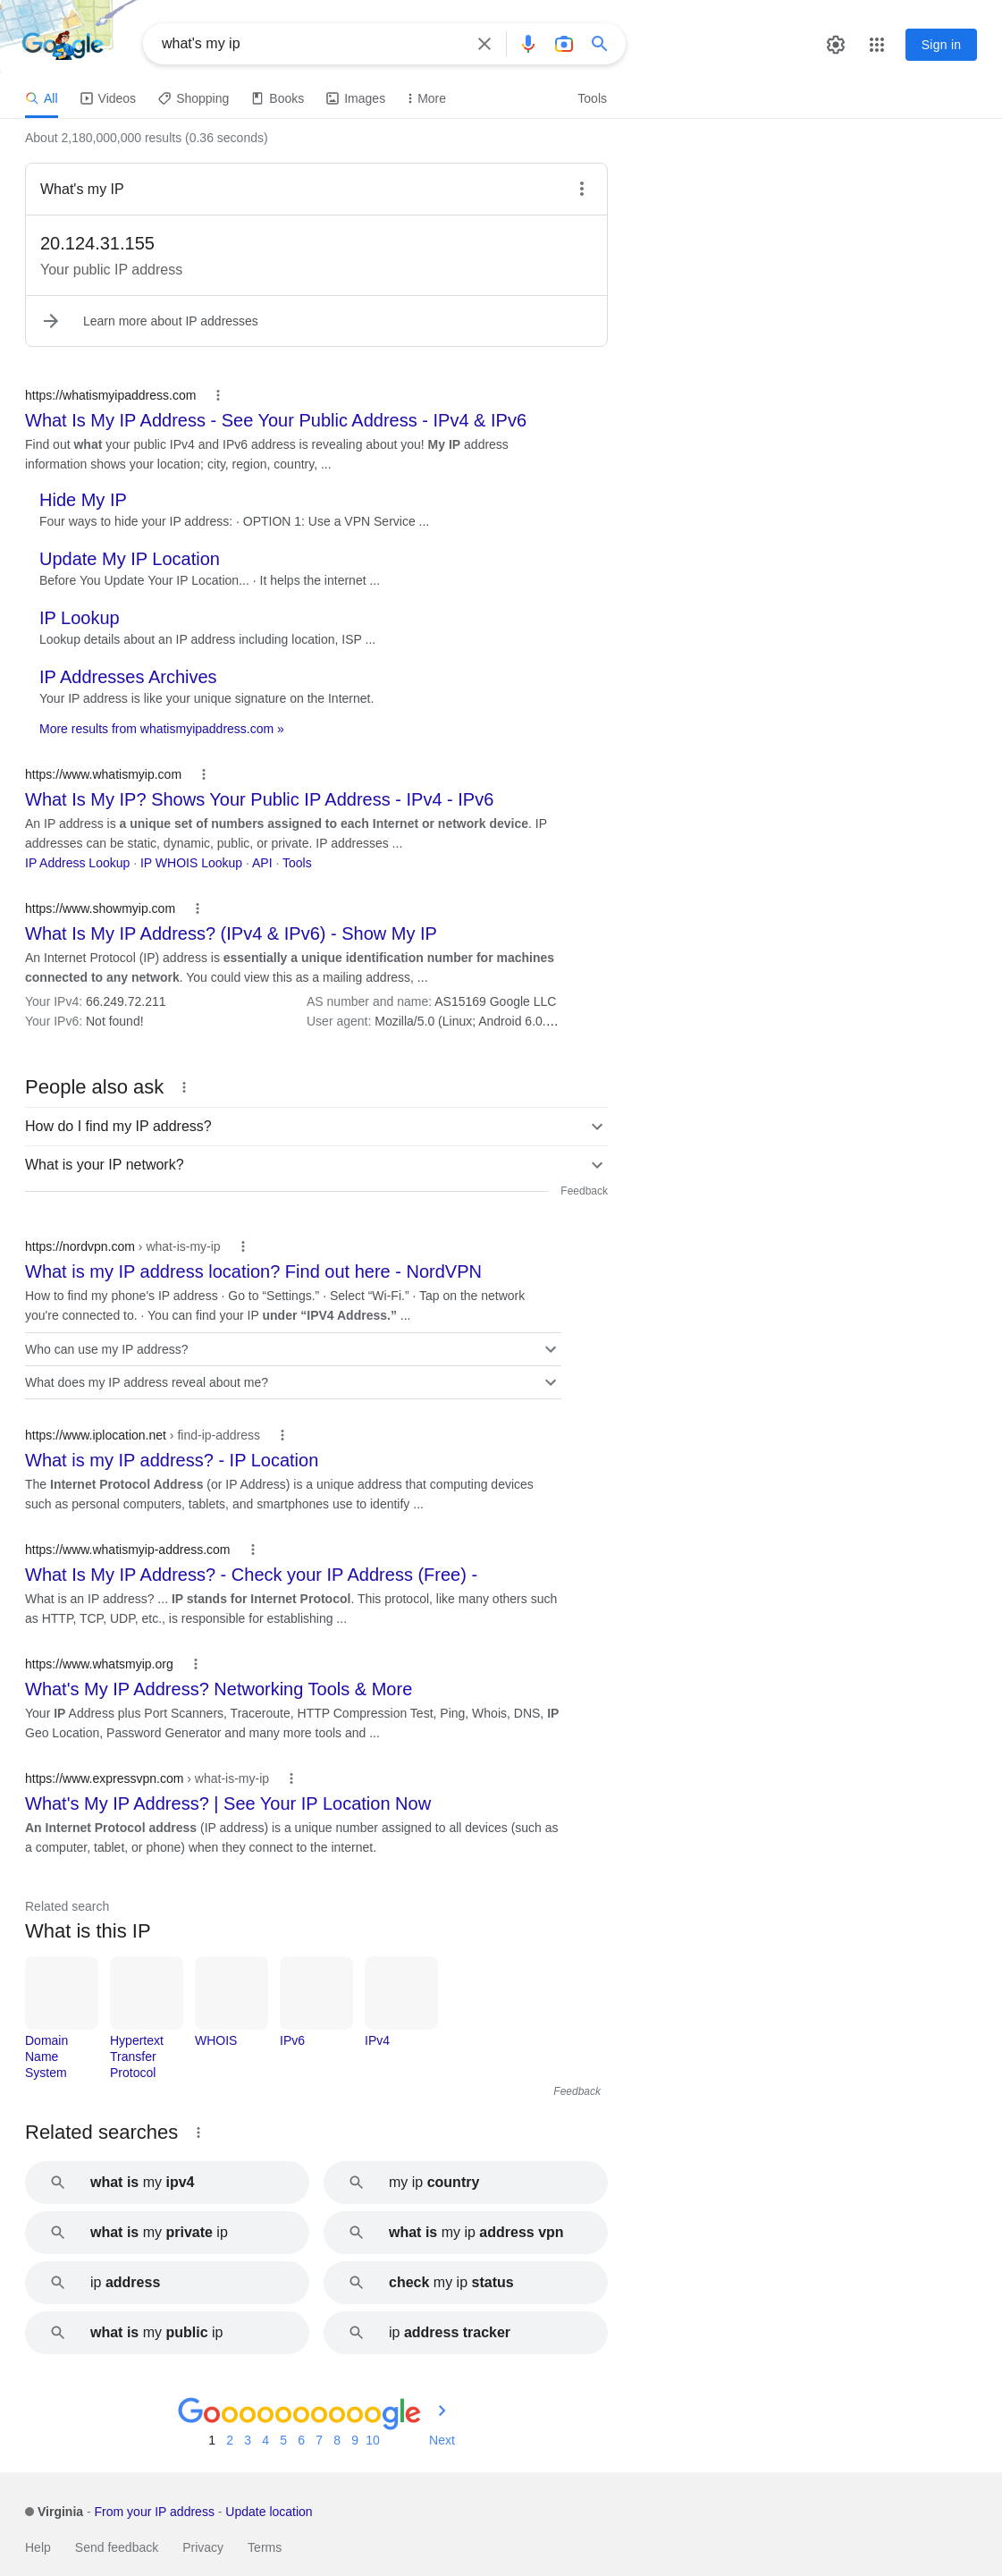 Google
what's my ip
Sign in
All Videos Shopping Books Images More Tools
About 2,180,000,000 results (0.36 seconds)
What's my IP
20.124.31.155
Your public IP address
Learn more about IP addresses
https://whatismyipaddress.com
What Is My IP Address - See Your Public Address - IPv4 & IPv6
Find out what your public IPv4 and IPv6 address is revealing about you! My IP address
information shows your location; city, region, country, ...
Hide My IP
Four ways to hide your IP address: · OPTION 1: Use a VPN Service ...
Update My IP Location
Before You Update Your IP Location... · It helps the internet ...
IP Lookup
Lookup details about an IP address including location, ISP ...
IP Addresses Archives
Your IP address is like your unique signature on the Internet.
More results from whatismyipaddress.com »
https://www.whatismyip.com
What Is My IP? Shows Your Public IP Address - IPv4 - IPv6
An IP address is a unique set of numbers assigned to each Internet or network device. IP
addresses can be static, dynamic, public, or private. IP addresses ...
IP Address Lookup · IP WHOIS Lookup · API · Tools
https://www.showmyip.com
What Is My IP Address? (IPv4 & IPv6) - Show My IP
An Internet Protocol (IP) address is essentially a unique identification number for machines
connected to any network. You could view this as a mailing address, ...
Your IPv4: 66.249.72.211 AS number and name: AS15169 Google LLC
Your IPv6: Not found! User agent: Mozilla/5.0 (Linux; Android 6.0....
People also ask
How do I find my IP address?
What is your IP network?
Feedback
https://nordvpn.com › what-is-my-ip
What is my IP address location? Find out here - NordVPN
How to find my phone's IP address · Go to “Settings.” · Select “Wi-Fi.” · Tap on the network
you're connected to. · You can find your IP under “IPV4 Address.” ...
Who can use my IP address?
What does my IP address reveal about me?
https://www.iplocation.net › find-ip-address
What is my IP address? - IP Location
The Internet Protocol Address (or IP Address) is a unique address that computing devices
such as personal computers, tablets, and smartphones use to identify ...
https://www.whatismyip-address.com
What Is My IP Address? - Check your IP Address (Free) -
What is an IP address? ... IP stands for Internet Protocol. This protocol, like many others such
as HTTP, TCP, UDP, etc., is responsible for establishing ...
https://www.whatsmyip.org
What's My IP Address? Networking Tools & More
Your IP Address plus Port Scanners, Traceroute, HTTP Compression Test, Ping, Whois, DNS, IP
Geo Location, Password Generator and many more tools and ...
https://www.expressvpn.com › what-is-my-ip
What's My IP Address? | See Your IP Location Now
An Internet Protocol address (IP address) is a unique number assigned to all devices (such as
a computer, tablet, or phone) when they connect to the internet.
Related search
What is this IP
Domain Hypertext WHOIS IPv6 IPv4
Name Transfer
System Protocol
Feedback
Related searches
what is my ipv4 my ip country
what is my private ip what is my ip address vpn
ip address check my ip status
what is my public ip ip address tracker
Goooooooooogle
1 2 3 4 5 6 7 8 9 10 Next
Virginia - From your IP address - Update location
Help Send feedback Privacy Terms